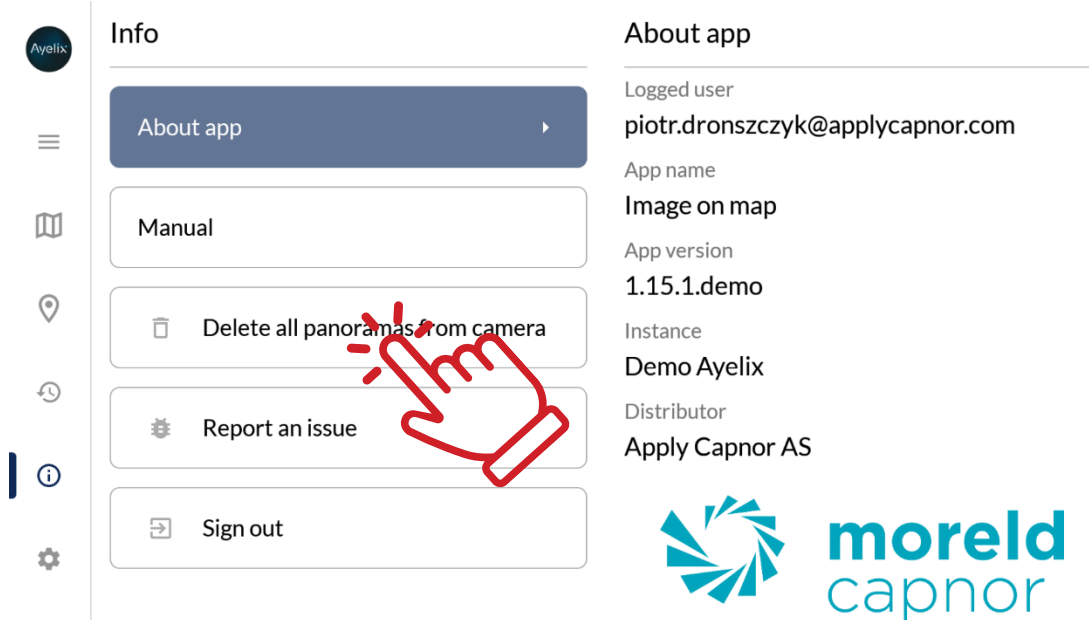 Ayelix
Info
About app
Manual
Delete all panoramas from camera
Report an issue
Sign out
About app
Logged user
piotr.dronszczyk@applycapnor.com
App name
Image on map
App version
1.15.1.demo
Instance
Demo Ayelix
Distributor
Apply Capnor AS
moreld
capnor